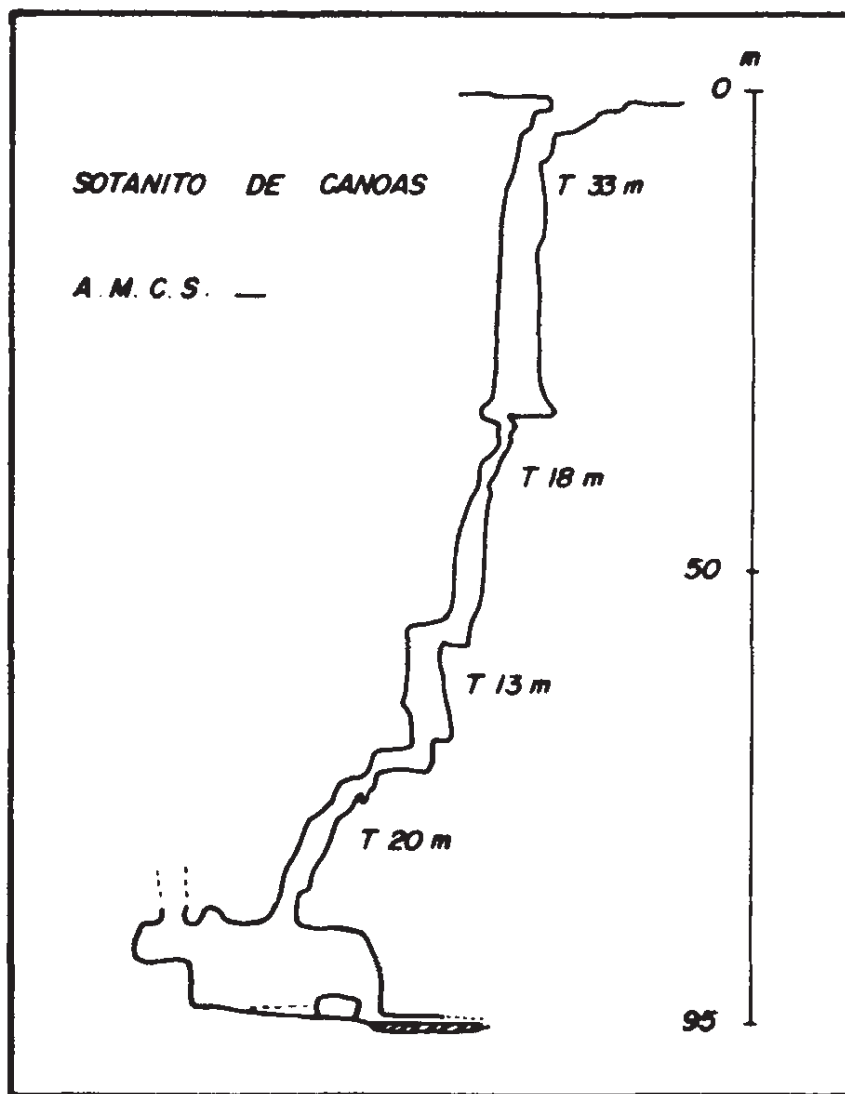 m
0
SOTANITO DE CANOAS
T 33 m
A.M.C.S. —
T 18 m
50
T 13 m
T 20 m
95